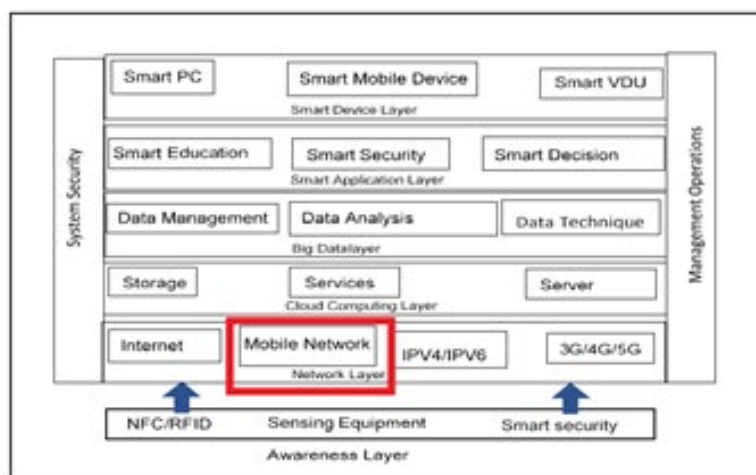 Smart PC Smart Mobile Device Smart VDU
Smart Device Layer
Smart Education Smart Security Smart Decision
Smart Application Layer
Data Management Data Analysis Data Technique
Big Datalayer
Storage Services Server
Cloud Computing Layer
Internet Mobile Network IPV4/IPV6 3G/4G/5G
Network Layer
NFC/RFID Sensing Equipment Smart security
Awareness Layer
System Security
Management Operations